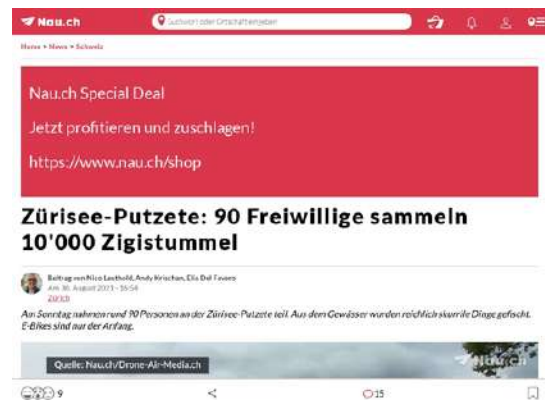 Nau.ch
Suchwort oder Ortschaft eingeben
Home > News > Schweiz
Nau.ch Special Deal
Jetzt profitieren und zuschlagen!
https://www.nau.ch/shop
Zürisee-Putzete: 90 Freiwillige sammeln
10'000 Zigistummel
Beitrag von Nico Leuthold, Andy Krischan, Elia Del Favero
Am 30. August 2021 - 16:54
Zürich
Am Sonntag nahmen rund 90 Personen an der Zürisee-Putzete teil. Aus dem Gewässer wurden reichlich skurrile Dinge gefischt.
E-Bikes sind nur der Anfang.
Quelle: Nau.ch/Drone-Air-Media.ch
Nau.ch
9
15